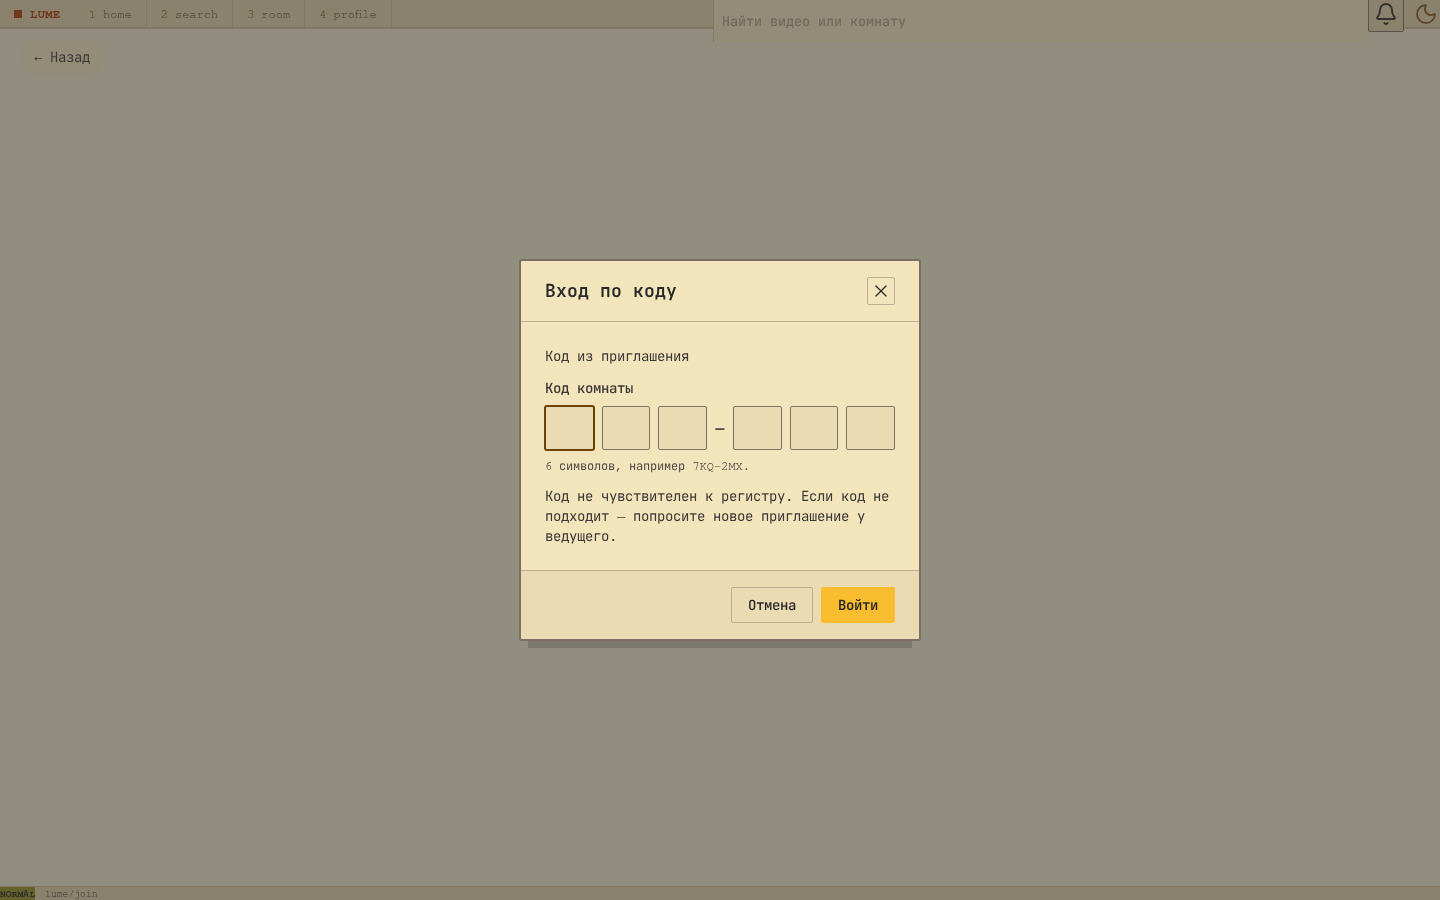 LUME 1 home 2 search 3 room 4 profile Найти видео или комнату
← Назад
Вход по коду
Код из приглашения
Код комнаты
–
6 символов, например 7KQ-2MX.
Код не чувствителен к регистру. Если код не
подходит — попросите новое приглашение у
ведущего.
Отмена Войти
NORMAL lume/join